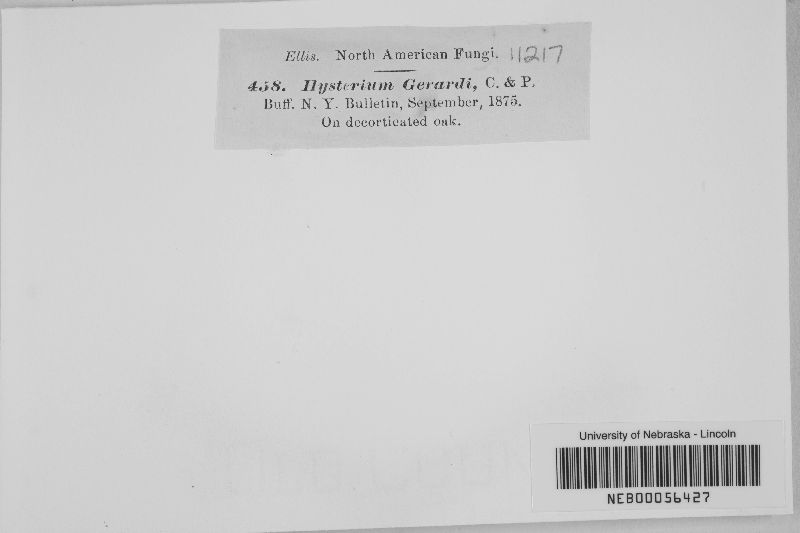 Ellis. North American Fungi. 11217
458. Hysterium Gerardi, C. & P.
Buff. N. Y. Bulletin, September, 1875.
On decorticated oak.
University of Nebraska - Lincoln
NEB00056427